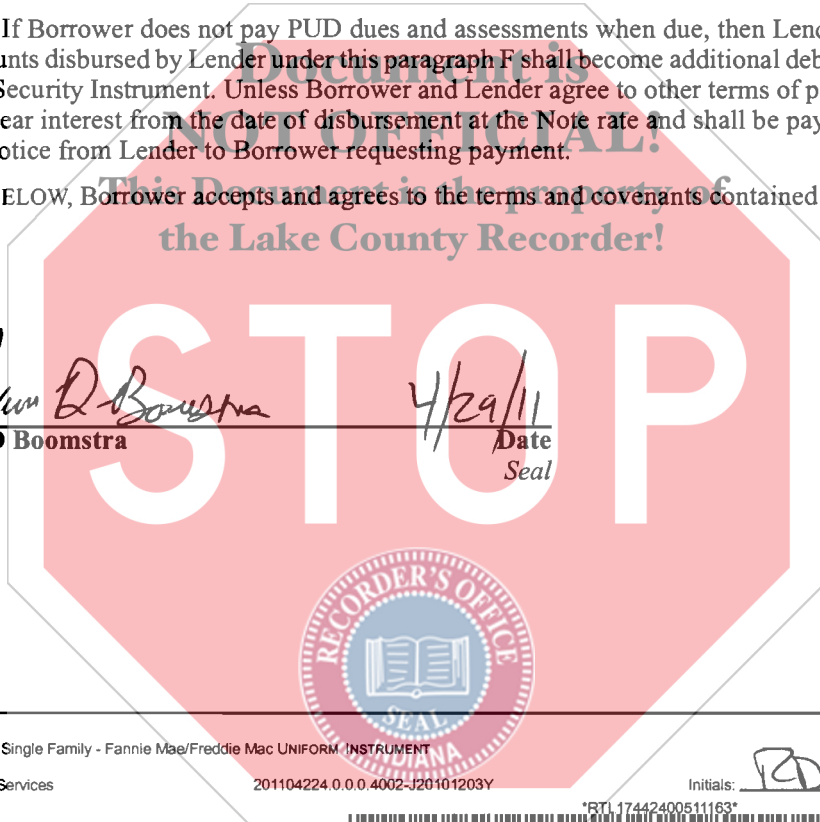 If Borrower does not pay PUD dues and assessments when due, then Lend
unts disbursed by Lender under this paragraph F shall become additional deb
Document is
Security Instrument. Unless Borrower and Lender agree to other terms of p
ear interest from the date of disbursement at the Note rate and shall be pay
NOT OFFICIAL!
otice from Lender to Borrower requesting payment.
This Document is the property of
ELOW, Borrower accepts and agrees to the terms and covenants contained
the Lake County Recorder!
STOP
D Boomstra 4/29/11
Boomstra Date
Seal
RECORDER'S OFFICE
SEAL
INDIANA
Single Family - Fannie Mae/Freddie Mac UNIFORM INSTRUMENT
Services 201104224.0.0.0.4002-J20101203Y Initials:
*RTL17442400511163*